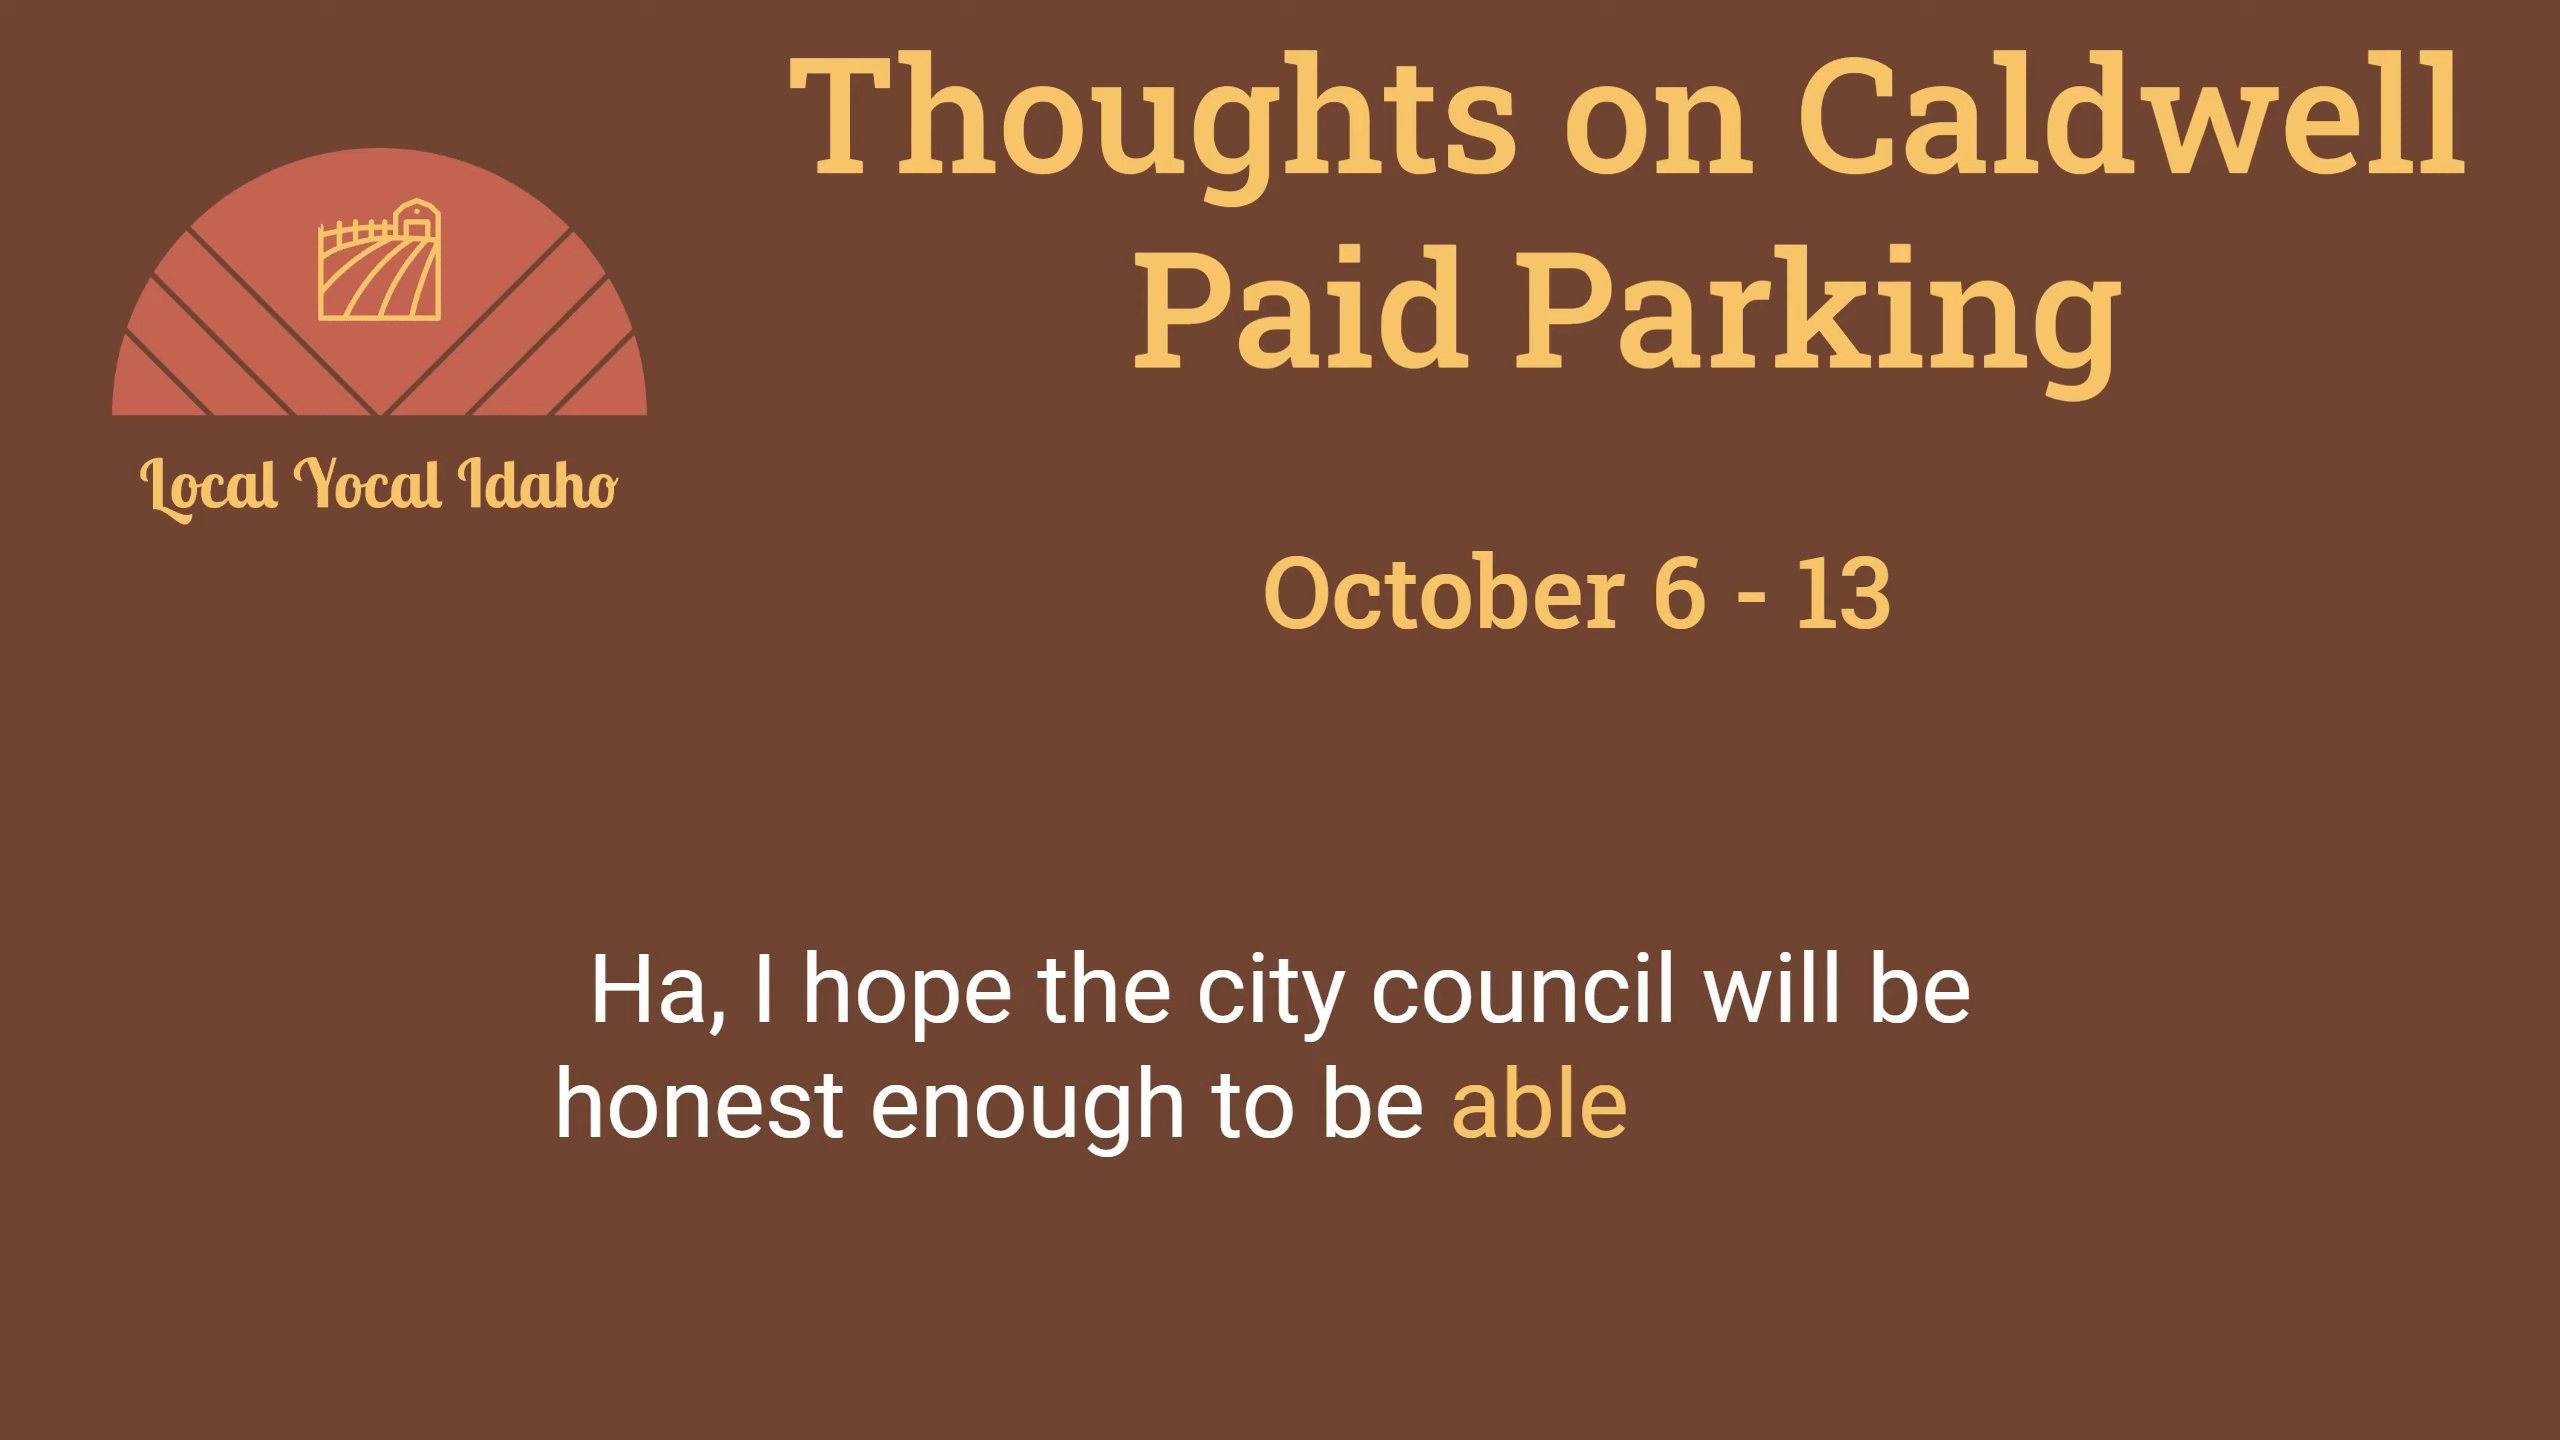 Thoughts on Caldwell
Paid Parking
Local Yocal Idaho
October 6 - 13
Ha, I hope the city council will be
honest enough to be able